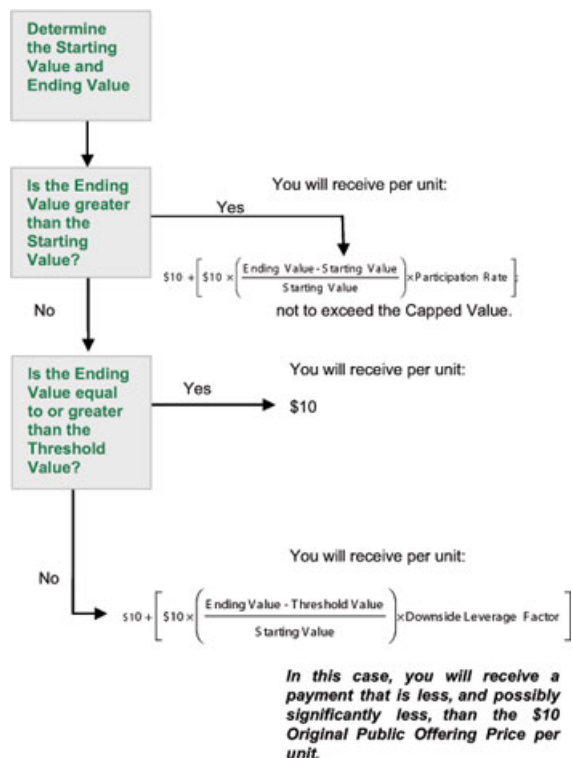 Determine
the Starting
Value and
Ending Value
Is the Ending
Value greater
than the
Starting
Value?
Yes
You will receive per unit:
$10 + [ $10 × ( Ending Value - Starting Value / Starting Value ) × Participation Rate ] ;
not to exceed the Capped Value.
No
Is the Ending
Value equal
to or greater
than the
Threshold
Value?
Yes
You will receive per unit:
$10
No
You will receive per unit:
$10 + [ $10 × ( Ending Value - Threshold Value / Starting Value ) × Downside Leverage Factor ]
In this case, you will receive a
payment that is less, and possibly
significantly less, than the $10
Original Public Offering Price per
unit.